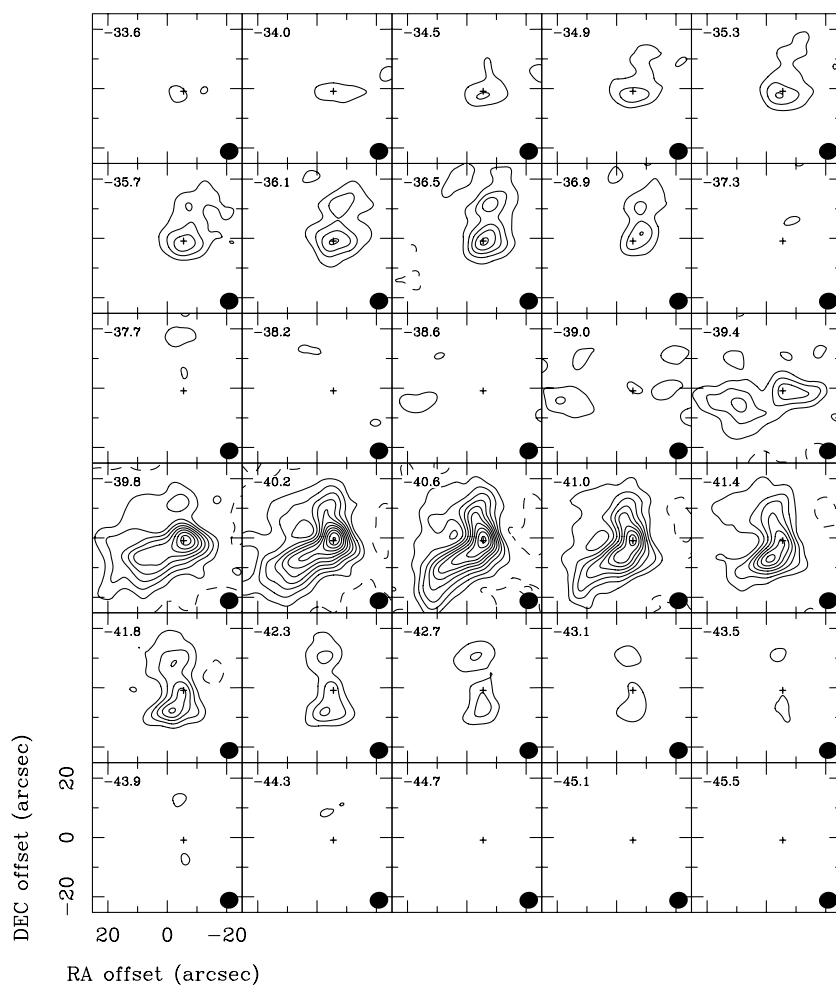 -33.6 -34.0 -34.5 -34.9 -35.3
-35.7 -36.1 -36.5 -36.9 -37.3
-37.7 -38.2 -38.6 -39.0 -39.4
-39.8 -40.2 -40.6 -41.0 -41.4
-41.8 -42.3 -42.7 -43.1 -43.5
-43.9 -44.3 -44.7 -45.1 -45.5
DEC offset (arcsec)
20
0
-20
20 0 -20
RA offset (arcsec)